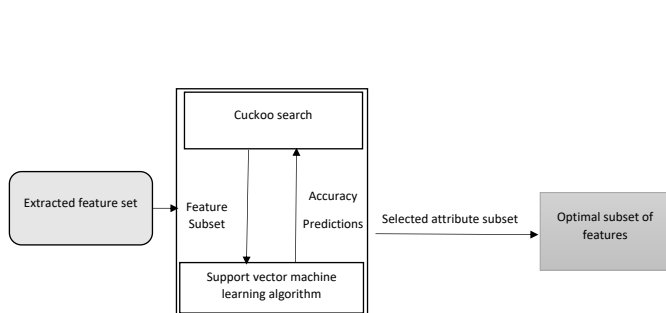 Cuckoo search
Extracted feature set
Feature
Subset
Accuracy
Predictions
Selected attribute subset
Optimal subset of
features
Support vector machine
learning algorithm